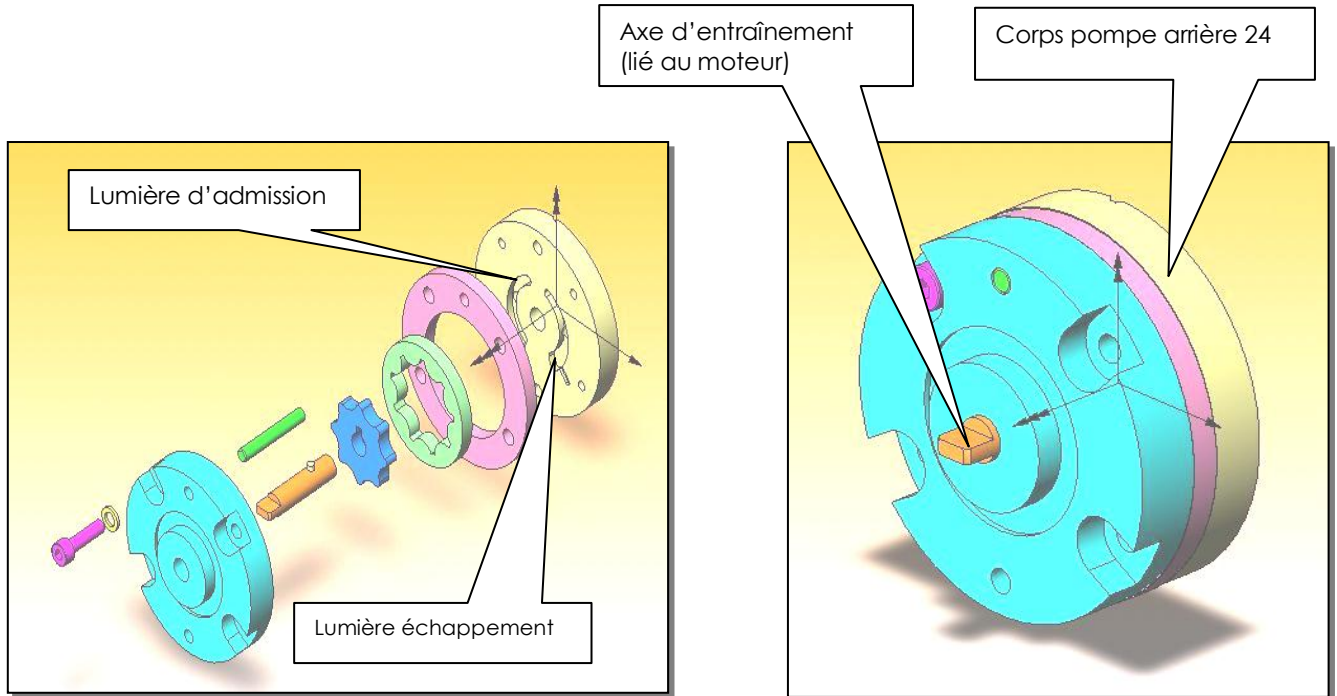 Axe d’entraînement
(lié au moteur)
Corps pompe arrière 24
Lumière d’admission
Lumière échappement